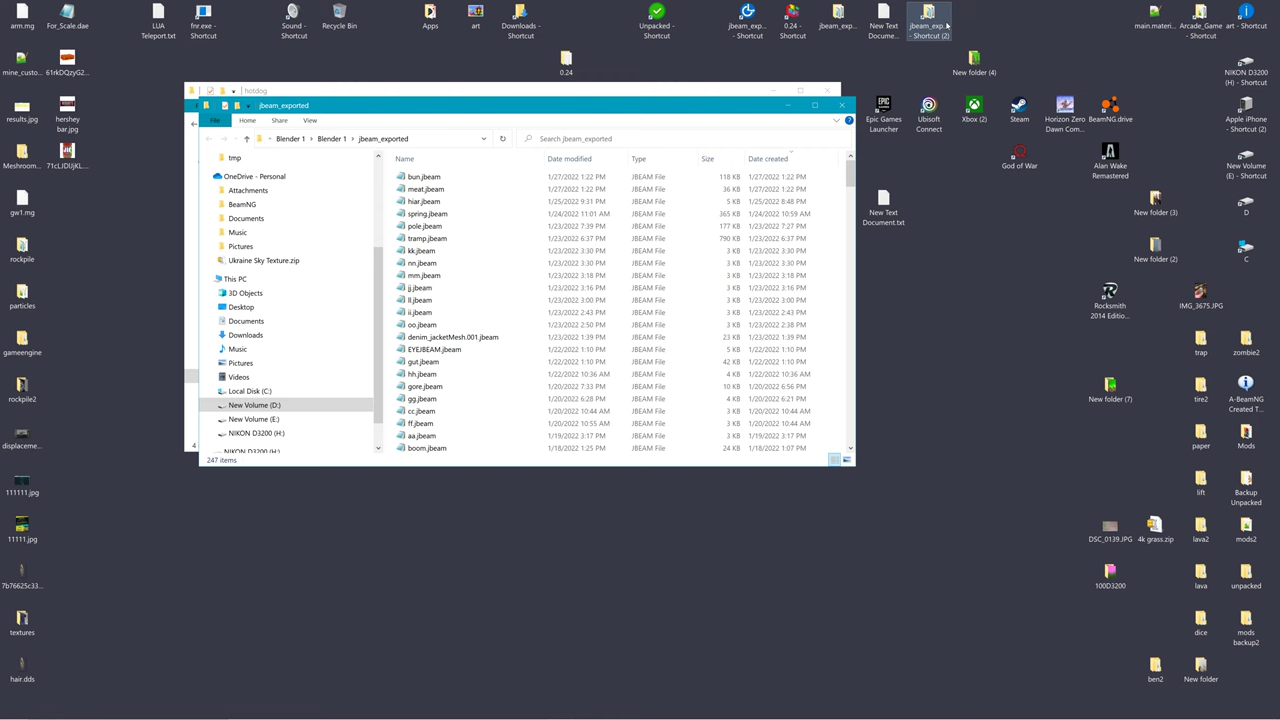 arm.mg
For_Scale.dae
LUA
Teleport.txt
fnr.exe -
Shortcut
Sound -
Shortcut
Recycle Bin
Apps
art
Downloads -
Shortcut
Unpacked -
Shortcut
jbeam_exp...
- Shortcut
0.24 -
Shortcut
jbeam_exp...
New Text
Docume...
jbeam_exp...
- Shortcut (2)
main.materi...
Arcade_Game
- Shortcut
art - Shortcut
mine_custo...
61rkDQzyG2...
0.24
New folder (4)
NIKON D3200
(H) - Shortcut
hotdog
results.jpg
hershey
bar.jpg
Epic Games
Launcher
Ubisoft
Connect
Xbox (2)
Steam
Horizon Zero
Dawn Com...
BeamNG.drive
Apple iPhone
- Shortcut (2)
jbeam_exported
File
Home
Share
View
Blender 1
Blender 1
jbeam_exported
Search jbeam_exported
Meshroom...
71cLJDUjKL...
God of War
Alan Wake
Remastered
New Volume
(E) - Shortcut
tmp
OneDrive - Personal
Attachments
BeamNG
Documents
Music
Pictures
Ukraine Sky Texture.zip
This PC
3D Objects
Desktop
Documents
Downloads
Music
Pictures
Videos
Local Disk (C:)
New Volume (D:)
New Volume (E:)
NIKON D3200 (H:)
NIKON D3200 (H:)
Name Date modified Type Size Date created
bun.jbeam 1/27/2022 1:22 PM JBEAM File 118 KB 1/27/2022 1:22 PM
meat.jbeam 1/27/2022 1:22 PM JBEAM File 36 KB 1/27/2022 1:22 PM
hiar.jbeam 1/25/2022 9:31 PM JBEAM File 5 KB 1/25/2022 8:48 PM
spring.jbeam 1/24/2022 11:01 AM JBEAM File 365 KB 1/24/2022 10:59 AM
pole.jbeam 1/23/2022 7:39 PM JBEAM File 177 KB 1/23/2022 7:27 PM
tramp.jbeam 1/23/2022 6:37 PM JBEAM File 790 KB 1/23/2022 6:37 PM
kk.jbeam 1/23/2022 3:30 PM JBEAM File 3 KB 1/23/2022 3:30 PM
nn.jbeam 1/23/2022 3:30 PM JBEAM File 3 KB 1/23/2022 3:30 PM
mm.jbeam 1/23/2022 3:18 PM JBEAM File 3 KB 1/23/2022 3:18 PM
jj.jbeam 1/23/2022 3:16 PM JBEAM File 3 KB 1/23/2022 3:16 PM
ll.jbeam 1/23/2022 3:00 PM JBEAM File 3 KB 1/23/2022 3:00 PM
ii.jbeam 1/23/2022 2:43 PM JBEAM File 3 KB 1/23/2022 2:43 PM
oo.jbeam 1/23/2022 2:50 PM JBEAM File 3 KB 1/23/2022 2:38 PM
denim_jacketMesh.001.jbeam 1/23/2022 1:39 PM JBEAM File 23 KB 1/23/2022 1:39 PM
EYEJBEAM.jbeam 1/22/2022 1:10 PM JBEAM File 5 KB 1/22/2022 1:10 PM
gut.jbeam 1/22/2022 1:10 PM JBEAM File 42 KB 1/22/2022 1:10 PM
hh.jbeam 1/22/2022 10:36 AM JBEAM File 4 KB 1/22/2022 10:36 AM
gore.jbeam 1/20/2022 7:33 PM JBEAM File 10 KB 1/20/2022 6:56 PM
gg.jbeam 1/20/2022 6:28 PM JBEAM File 4 KB 1/20/2022 6:21 PM
cc.jbeam 1/20/2022 10:44 AM JBEAM File 3 KB 1/20/2022 10:44 AM
ff.jbeam 1/20/2022 10:55 AM JBEAM File 3 KB 1/20/2022 10:44 AM
aa.jbeam 1/19/2022 3:17 PM JBEAM File 3 KB 1/19/2022 3:17 PM
boom.jbeam 1/18/2022 1:25 PM JBEAM File 24 KB 1/18/2022 1:07 PM
4
247 items
gw1.mg
New Text
Document.txt
New folder (3)
D
rockpile
New folder (2)
C
particles
Rocksmith
2014 Editio...
IMG_3675.JPG
gameengine
trap
zombie2
rockpile2
New folder (7)
tire2
A-BeamNG
Created T...
displaceme...
paper
Mods
111111.jpg
lift
Backup
Unpacked
11111.jpg
DSC_0139.JPG
4k grass.zip
lava2
mods2
7b76625c33...
100D3200
lava
unpacked
textures
dice
mods
backup2
hair.dds
ben2
New folder